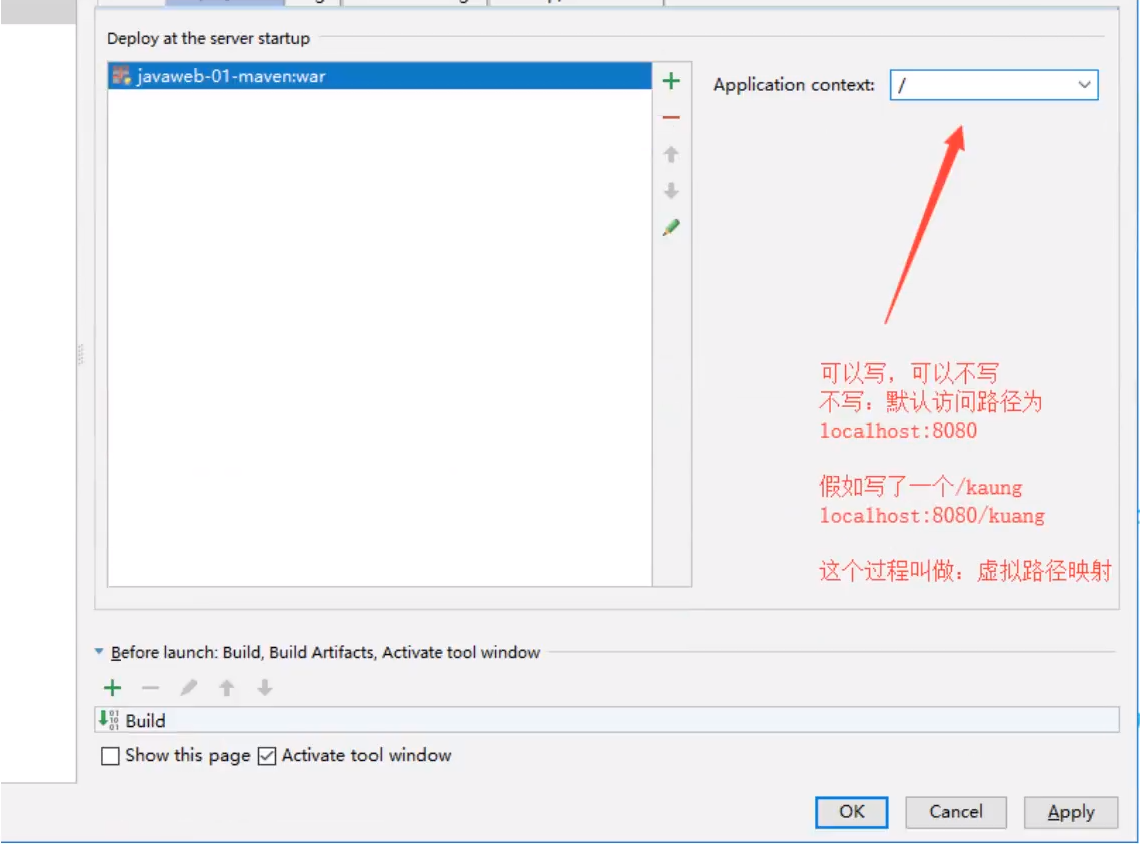 Deploy at the server startup
javaweb-01-maven:war
Application context: /
可以写，可以不写
不写：默认访问路径为
localhost:8080
假如写了一个/kaung
localhost:8080/kuang
这个过程叫做：虚拟路径映射
Before launch: Build, Build Artifacts, Activate tool window
Build
Show this page Activate tool window
OK Cancel Apply